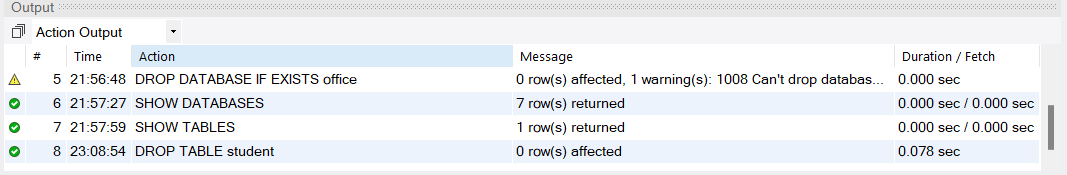 Output
Action Output
# Time Action Message Duration / Fetch
5 21:56:48 DROP DATABASE IF EXISTS office 0 row(s) affected, 1 warning(s): 1008 Can't drop databas... 0.000 sec
6 21:57:27 SHOW DATABASES 7 row(s) returned 0.000 sec / 0.000 sec
7 21:57:59 SHOW TABLES 1 row(s) returned 0.000 sec / 0.000 sec
8 23:08:54 DROP TABLE student 0 row(s) affected 0.078 sec